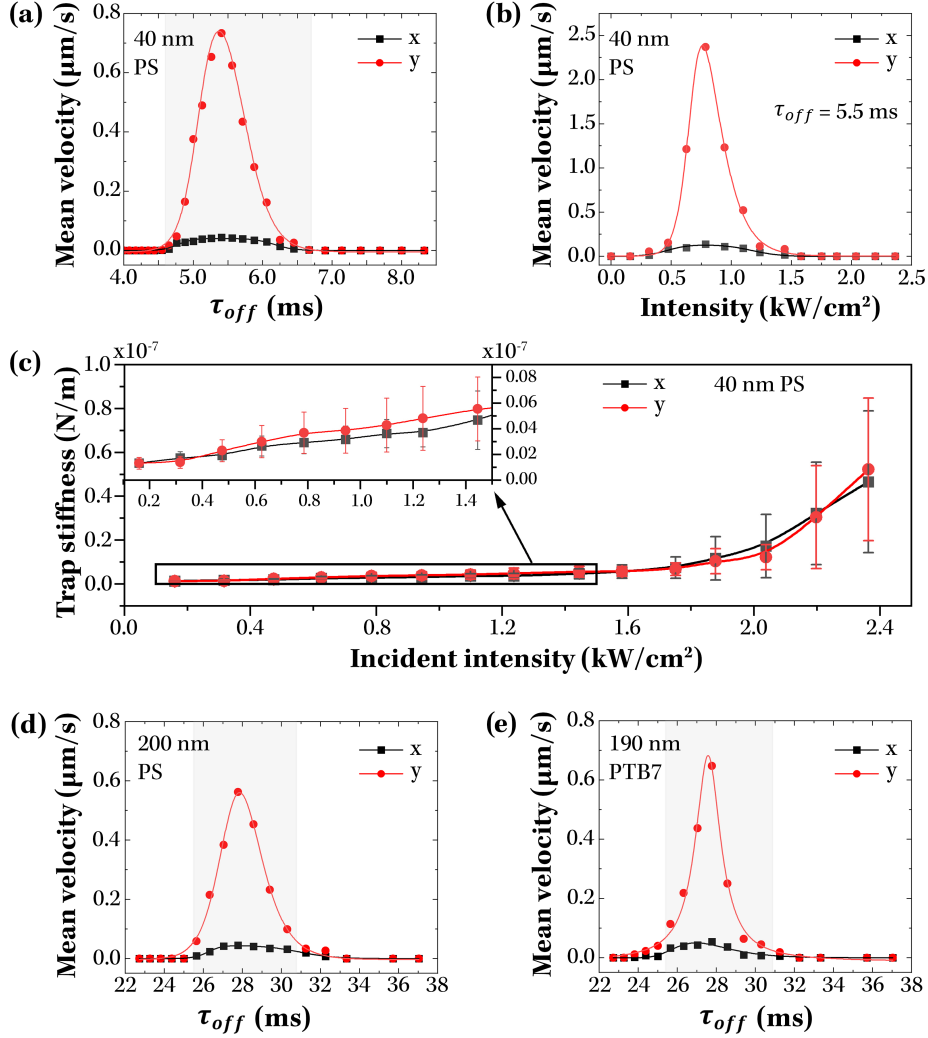 (a)
40 nm
PS
x
y
Mean velocity (μm/s)
0.8
0.6
0.4
0.2
0.0
4.0 5.0 6.0 7.0 8.0
τoff (ms)
(b)
40 nm
PS
x
y
τoff = 5.5 ms
Mean velocity (μm/s)
2.5
2.0
1.5
1.0
0.5
0.0
0.0 0.5 1.0 1.5 2.0 2.5
Intensity (kW/cm²)
(c)
x10⁻⁷
x10⁻⁷
Trap stiffness (N/m)
1.0
0.8
0.6
0.4
0.2
0.0
0.08
0.06
0.04
0.02
0.00
0.2 0.4 0.6 0.8 1.0 1.2 1.4
x
y
40 nm PS
0.0 0.4 0.8 1.2 1.6 2.0 2.4
Incident intensity (kW/cm²)
(d)
200 nm
PS
x
y
Mean velocity (μm/s)
0.8
0.6
0.4
0.2
0.0
22 24 26 28 30 32 34 36 38
τoff (ms)
(e)
190 nm
PTB7
x
y
Mean velocity (μm/s)
0.8
0.6
0.4
0.2
0.0
22 24 26 28 30 32 34 36 38
τoff (ms)